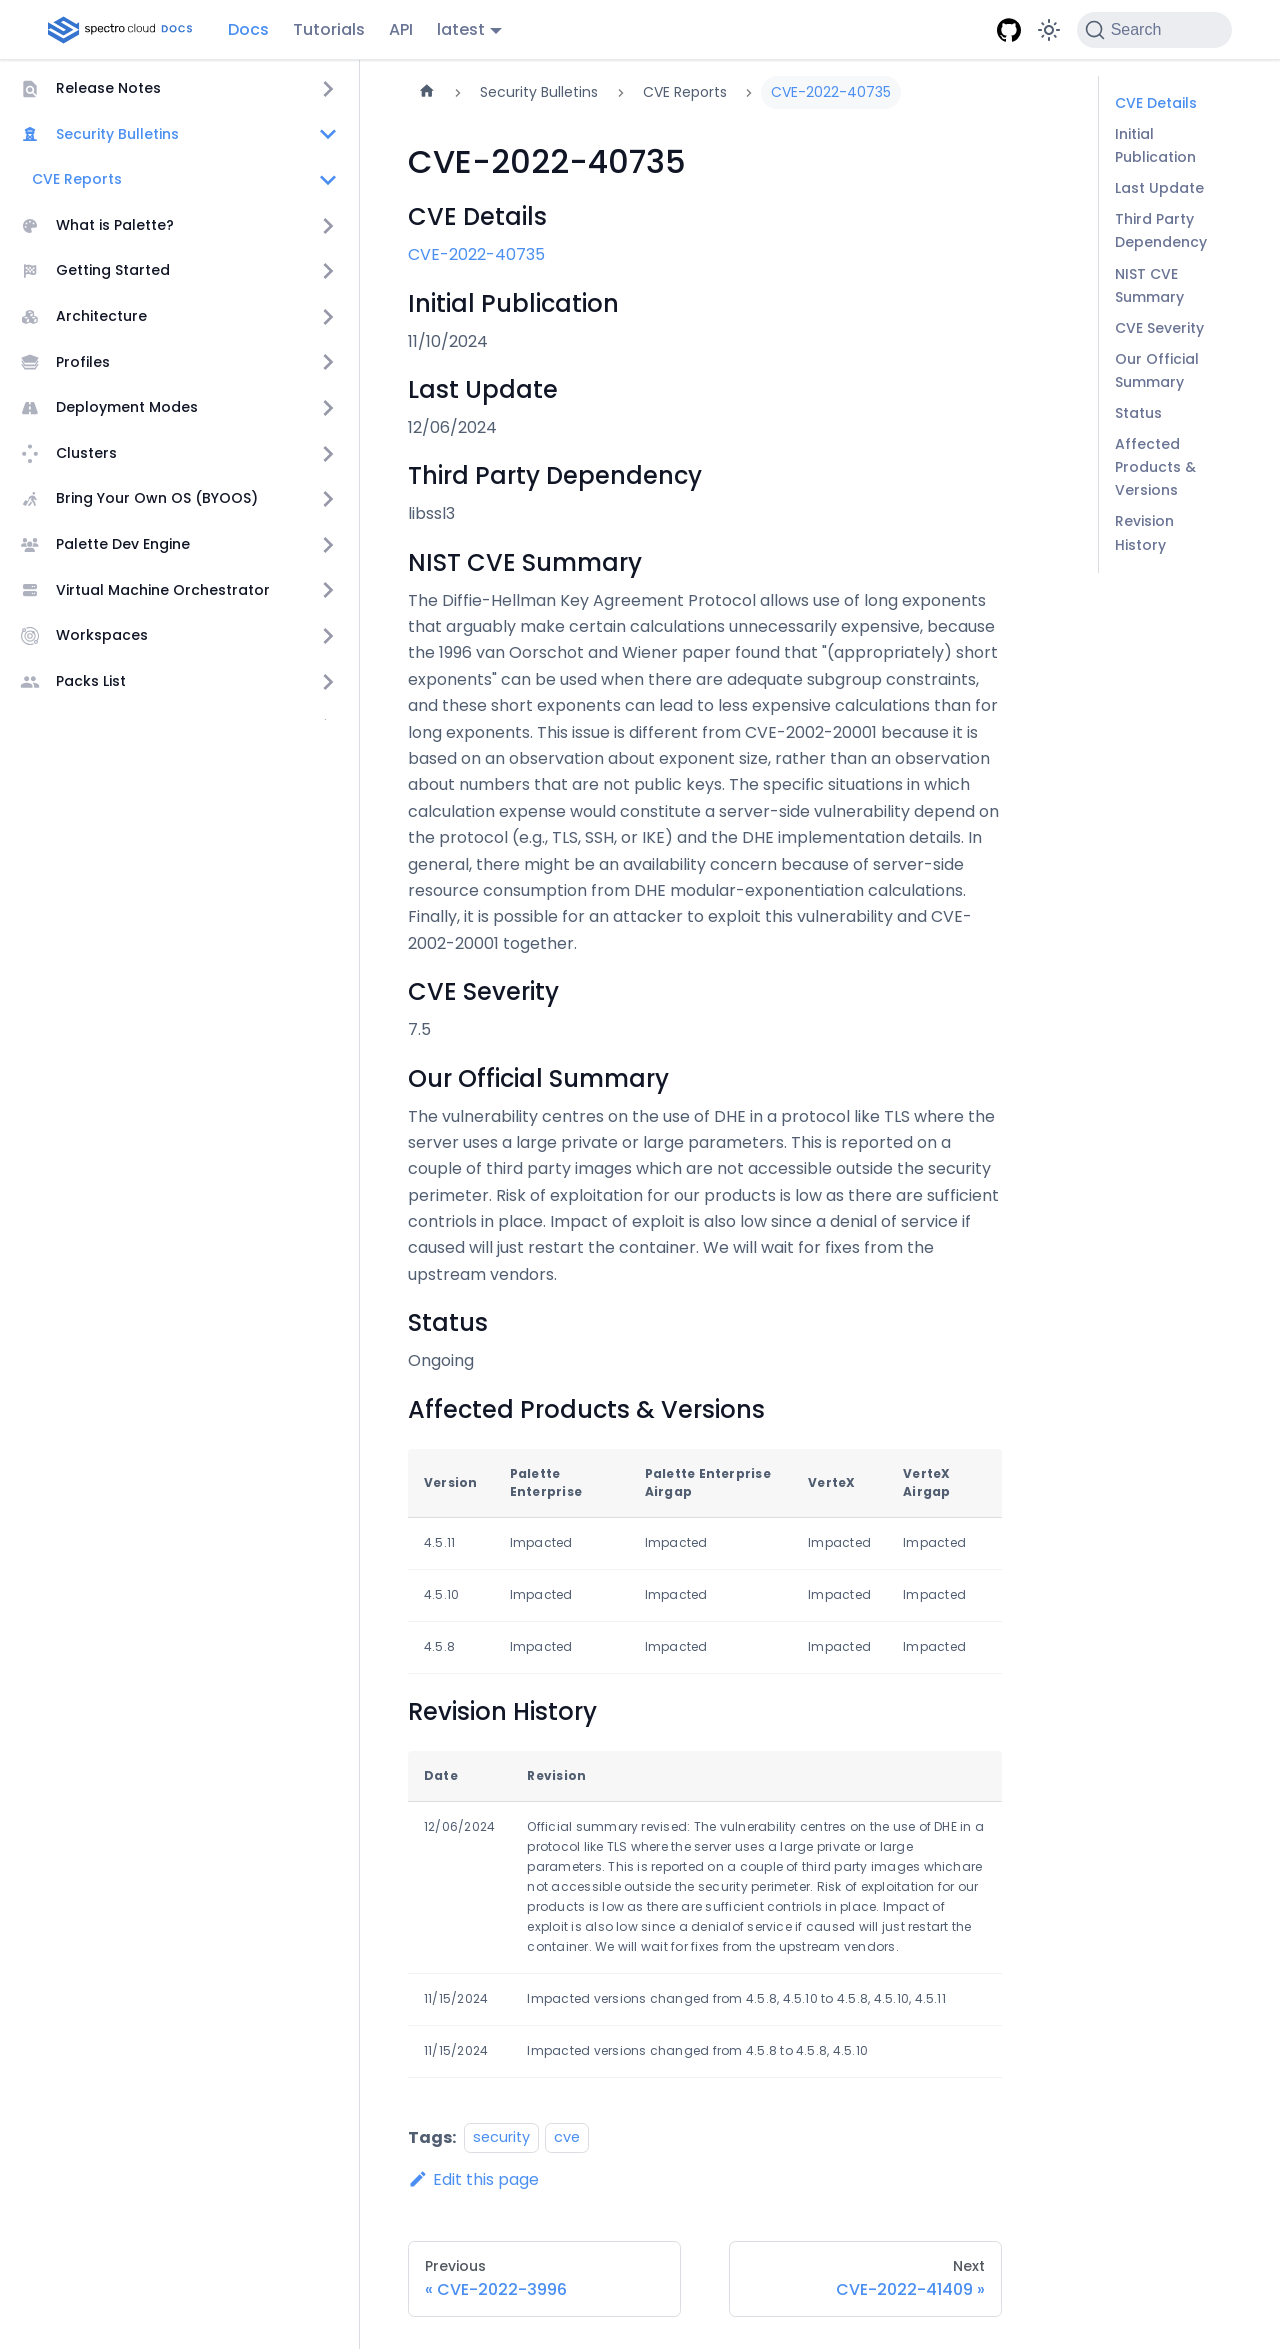 spectro cloud DOCS
Docs
Tutorials
API
latest
Search
Release Notes
Security Bulletins
CVE Reports
What is Palette?
Getting Started
Architecture
Profiles
Deployment Modes
Clusters
Bring Your Own OS (BYOOS)
Palette Dev Engine
Virtual Machine Orchestrator
Workspaces
Packs List
Security Bulletins
CVE Reports
CVE-2022-40735
CVE-2022-40735
CVE Details
CVE-2022-40735
Initial Publication
11/10/2024
Last Update
12/06/2024
Third Party Dependency
libssl3
NIST CVE Summary
The Diffie-Hellman Key Agreement Protocol allows use of long exponents
that arguably make certain calculations unnecessarily expensive, because
the 1996 van Oorschot and Wiener paper found that "(appropriately) short
exponents" can be used when there are adequate subgroup constraints,
and these short exponents can lead to less expensive calculations than for
long exponents. This issue is different from CVE-2002-20001 because it is
based on an observation about exponent size, rather than an observation
about numbers that are not public keys. The specific situations in which
calculation expense would constitute a server-side vulnerability depend on
the protocol (e.g., TLS, SSH, or IKE) and the DHE implementation details. In
general, there might be an availability concern because of server-side
resource consumption from DHE modular-exponentiation calculations.
Finally, it is possible for an attacker to exploit this vulnerability and CVE-
2002-20001 together.
CVE Severity
7.5
Our Official Summary
The vulnerability centres on the use of DHE in a protocol like TLS where the
server uses a large private or large parameters. This is reported on a
couple of third party images which are not accessible outside the security
perimeter. Risk of exploitation for our products is low as there are sufficient
contriols in place. Impact of exploit is also low since a denial of service if
caused will just restart the container. We will wait for fixes from the
upstream vendors.
Status
Ongoing
Affected Products & Versions
Version Palette Enterprise Palette Enterprise Airgap VerteX VerteX Airgap
4.5.11 Impacted Impacted Impacted Impacted
4.5.10 Impacted Impacted Impacted Impacted
4.5.8 Impacted Impacted Impacted Impacted
Revision History
Date Revision
12/06/2024 Official summary revised: The vulnerability centres on the use of DHE in a
protocol like TLS where the server uses a large private or large
parameters. This is reported on a couple of third party images whichare
not accessible outside the security perimeter. Risk of exploitation for our
products is low as there are sufficient contriols in place. Impact of
exploit is also low since a denialof service if caused will just restart the
container. We will wait for fixes from the upstream vendors.
11/15/2024 Impacted versions changed from 4.5.8, 4.5.10 to 4.5.8, 4.5.10, 4.5.11
11/15/2024 Impacted versions changed from 4.5.8 to 4.5.8, 4.5.10
Tags: security cve
Edit this page
Previous
« CVE-2022-3996
Next
CVE-2022-41409 »
CVE Details
Initial
Publication
Last Update
Third Party
Dependency
NIST CVE
Summary
CVE Severity
Our Official
Summary
Status
Affected
Products &
Versions
Revision
History